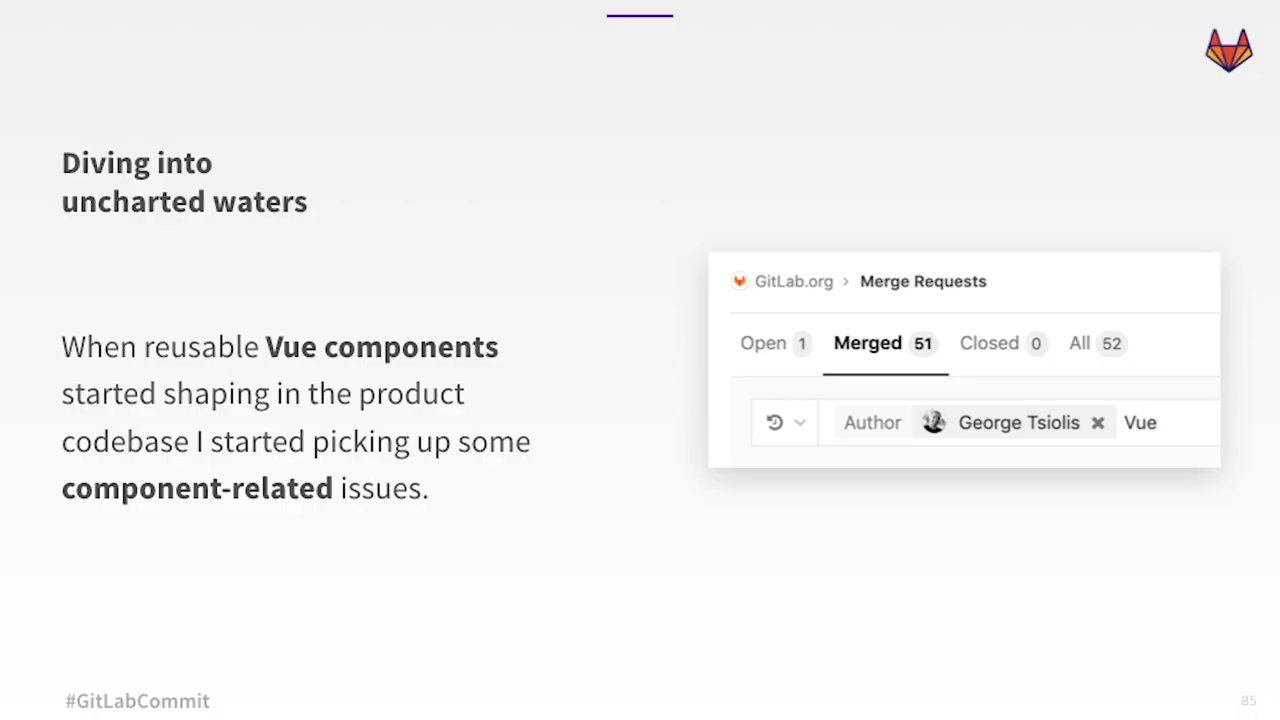 Diving into
uncharted waters
When reusable Vue components
started shaping in the product
codebase I started picking up some
component-related issues.
GitLab.org › Merge Requests
Open 1 Merged 51 Closed 0 All 52
Author George Tsiolis ✖ Vue
#GitLabCommit
85